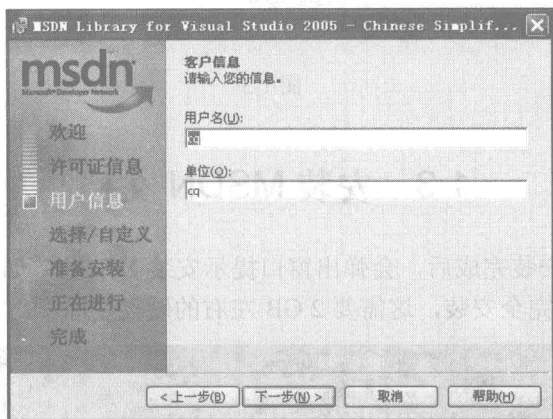 MSDN Library for Visual Studio 2005 - Chinese Simplif...
msdn
Microsoft Developer Network
客户信息
请输入您的信息。
用户名(U):
单位(O):
cq
欢迎
许可证信息
用户信息
选择/自定义
准备安装
正在进行
完成
<上一步(B)
下一步(N) >
取消
帮助(H)